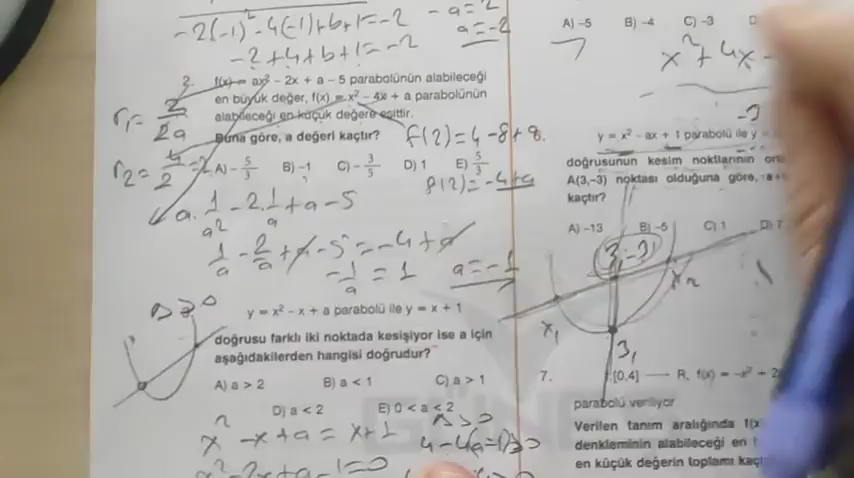 -2(-1)² -4(-1)+b+1=-2
-2+4+b+1=-2
-a=2
a=-2
f(x) = ax² - 2x + a - 5 parabolünün alabileceği
en büyük değer, f(x) = x² - 4x + a parabolünün
alabileceği en küçük değere eşittir.
Buna göre, a değeri kaçtır?
A) - 5/3 B) -1 C) - 3/5 D) 1 E) 5/3
r₁= 2/2a
r₂= 4/2 =2
f(2)=4-8+a
f(2)=-4+a
a. 1/a² -2. 1/a +a-5
1/a - 2/a +a-5=-4+a
-1/a = 1 a=-1
y = x² - x + a parabolü ile y = x + 1
doğrusu farklı iki noktada kesişiyor ise a için
aşağıdakilerden hangisi doğrudur?
A) a > 2 B) a < 1 C) a > 1
D) a < 2 E) 0 < a < 2
x² -x+a = x+1
x²-2x+a-1=0
Δ>0
4-4(a-1)>0
A) -5 B) -4 C) -3
x²+4x
y = x² - ax + 1 parabolü ile y =
doğrusunun kesim noktlarının
A(3,-3) noktası olduğuna göre,
kaçtır?
A) -13 B) -5 C) 1 D) 7
(3,-3)
x₁
3,
7. [0,4] R, f(x) = -x² +
parabolü veriliyor
Verilen tanım aralığında
denkleminin alabileceği en
en küçük değerin toplamı
GÜNEŞ